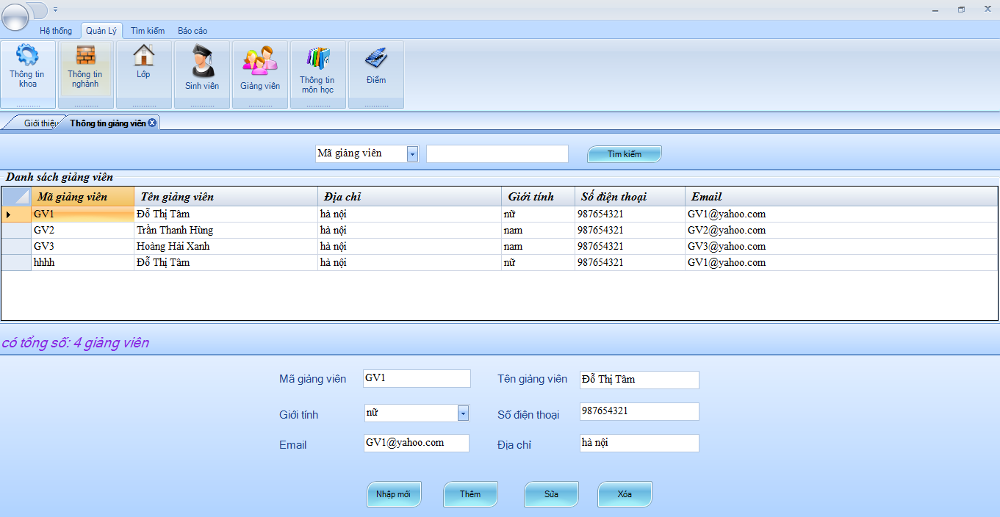 Hệ thống Quản Lý Tìm kiếm Báo cáo
Thông tin khoa
Thông tin nghành
Lớp
Sinh viên
Giảng viên
Thông tin môn học
Điểm
Giới thiệu Thông tin giảng viên
Mã giảng viên Tìm kiếm
Danh sách giảng viên
Mã giảng viên Tên giảng viên Địa chỉ Giới tính Số điện thoại Email
GV1 Đỗ Thị Tâm hà nội nữ 987654321 GV1@yahoo.com
GV2 Trần Thanh Hùng hà nội nam 987654321 GV2@yahoo.com
GV3 Hoàng Hải Xanh hà nội nam 987654321 GV3@yahoo.com
hhhh Đỗ Thị Tâm hà nội nữ 987654321 GV1@yahoo.com
có tổng số: 4 giảng viên
Mã giảng viên GV1 Tên giảng viên Đỗ Thị Tâm
Giới tính nữ Số điện thoại 987654321
Email GV1@yahoo.com Địa chỉ hà nội
Nhập mới Thêm Sửa Xóa